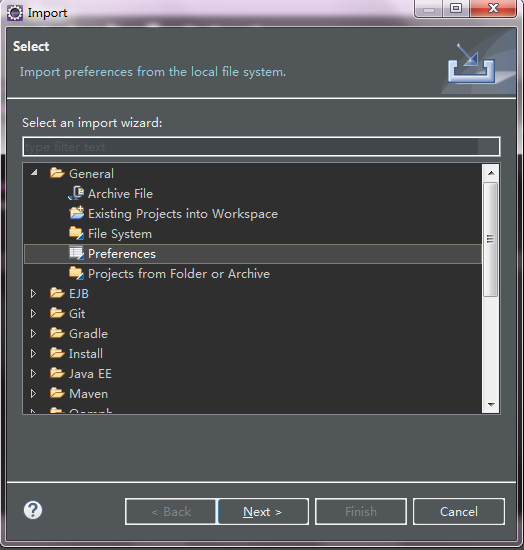 Import
Select
Import preferences from the local file system.
Select an import wizard:
type filter text
General
Archive File
Existing Projects into Workspace
File System
Preferences
Projects from Folder or Archive
EJB
Git
Gradle
Install
Java EE
Maven
Oomph
?
< Back
Next >
Finish
Cancel